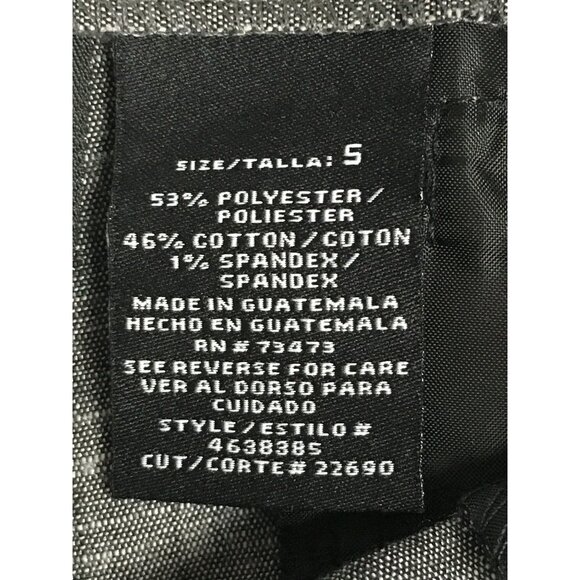 SIZE/TALLA: S
53% POLYESTER/
POLIESTER
46% COTTON/COTON
1% SPANDEX/
SPANDEX
MADE IN GUATEMALA
HECHO EN GUATEMALA
RN# 73473
SEE REVERSE FOR CARE
VER AL DORSO PARA
CUIDADO
STYLE/ESTILO #
4638385
CUT/CORTE# 22690